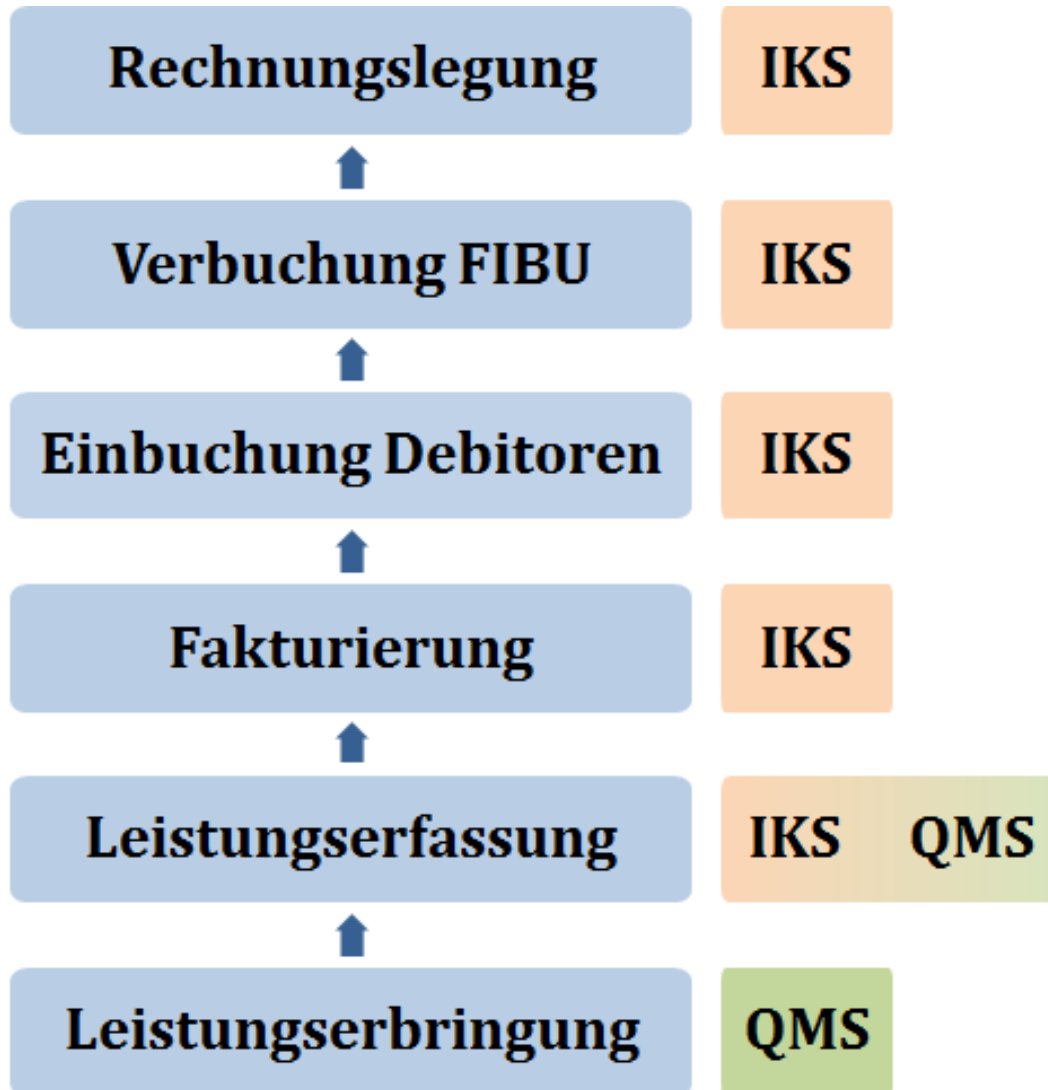 Rechnungslegung IKS
Verbuchung FIBU IKS
Einbuchung Debitoren IKS
Fakturierung IKS
Leistungserfassung IKS QMS
Leistungserbringung QMS